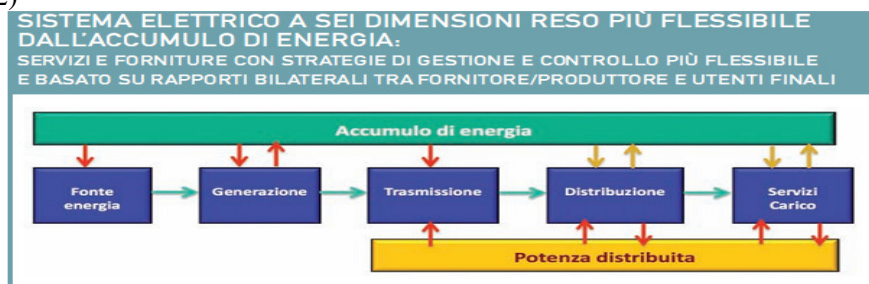 SISTEMA ELETTRICO A SEI DIMENSIONI RESO PIÙ FLESSIBILE
DALL'ACCUMULO DI ENERGIA:
SERVIZI E FORNITURE CON STRATEGIE DI GESTIONE E CONTROLLO PIÙ FLESSIBILE
E BASATO SU RAPPORTI BILATERALI TRA FORNITORE/PRODUTTORE E UTENTI FINALI
Accumulo di energia
Fonte
energia
Generazione
Trasmissione
Distribuzione
Servizi
Carico
Potenza distribuita